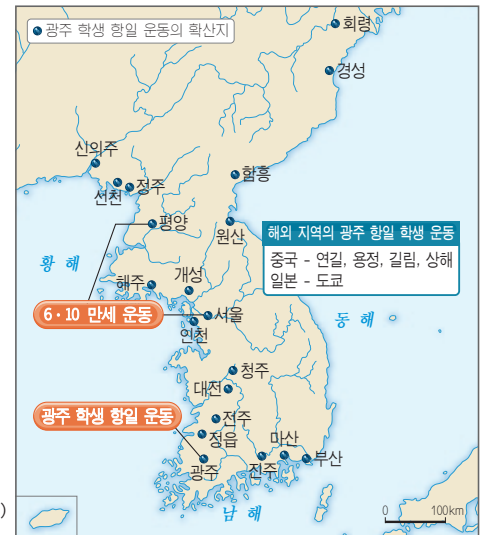 광주 학생 항일 운동의 확산지
회령
경성
신의주
선천
정주
함흥
평양
원산
해외 지역의 광주 항일 학생 운동
중국 - 연길, 용정, 길림, 상해
일본 - 도쿄
황 해
해주
개성
6·10 만세 운동
서울
인천
동 해
청주
대전
광주 학생 항일 운동
전주
정읍
마산
광주
진주
부산
남 해
0 100km
)